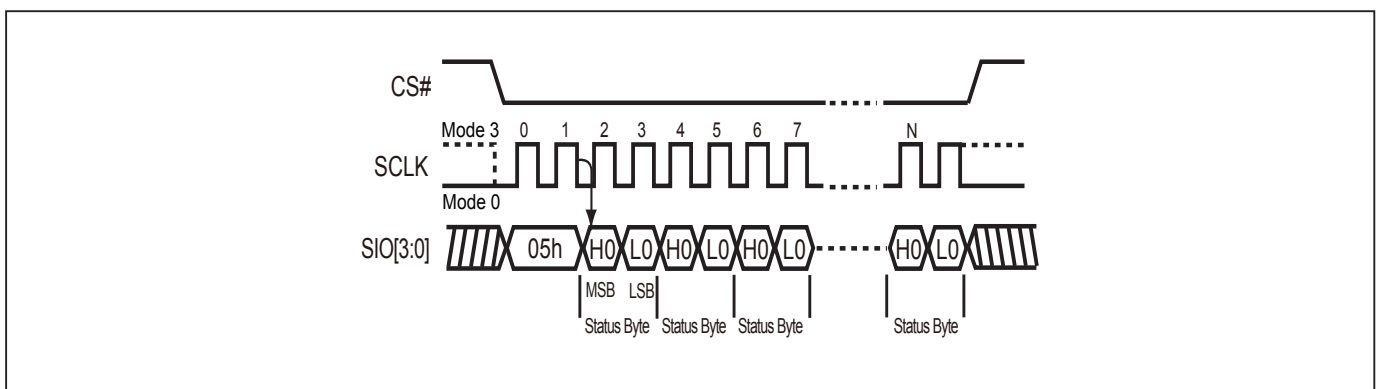 CS#
Mode 3 0 1 2 3 4 5 6 7 N
SCLK
Mode 0
SIO[3:0] 05h H0 L0 H0 L0 H0 L0 H0 L0
MSB LSB
Status Byte Status Byte Status Byte Status Byte